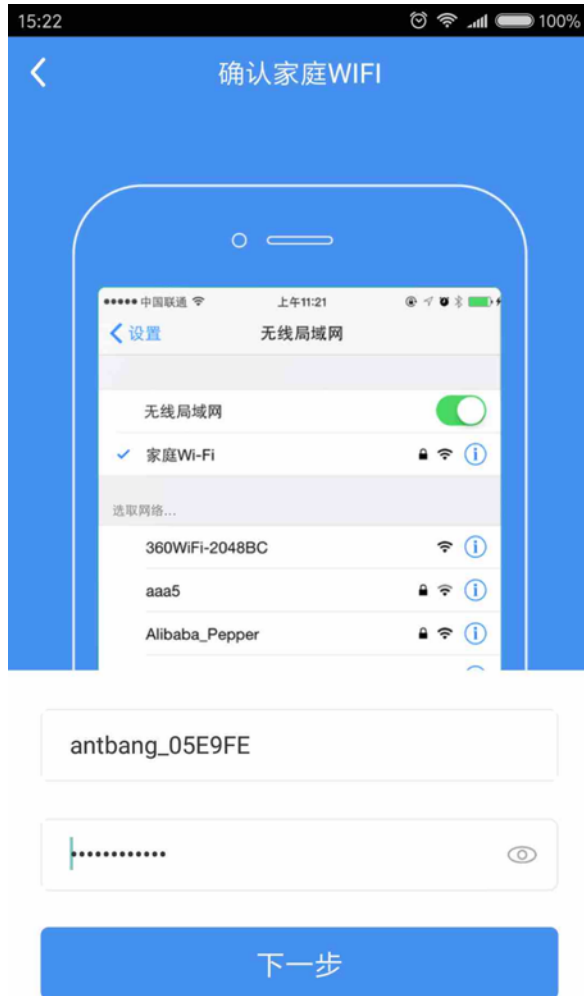 15:22 100%
确认家庭WIFI
中国联通 上午11:21
设置 无线局域网
无线局域网
家庭Wi-Fi
选取网络...
360WiFi-2048BC
aaa5
Alibaba_Pepper
antbang_05E9FE
••••••••••••
下一步